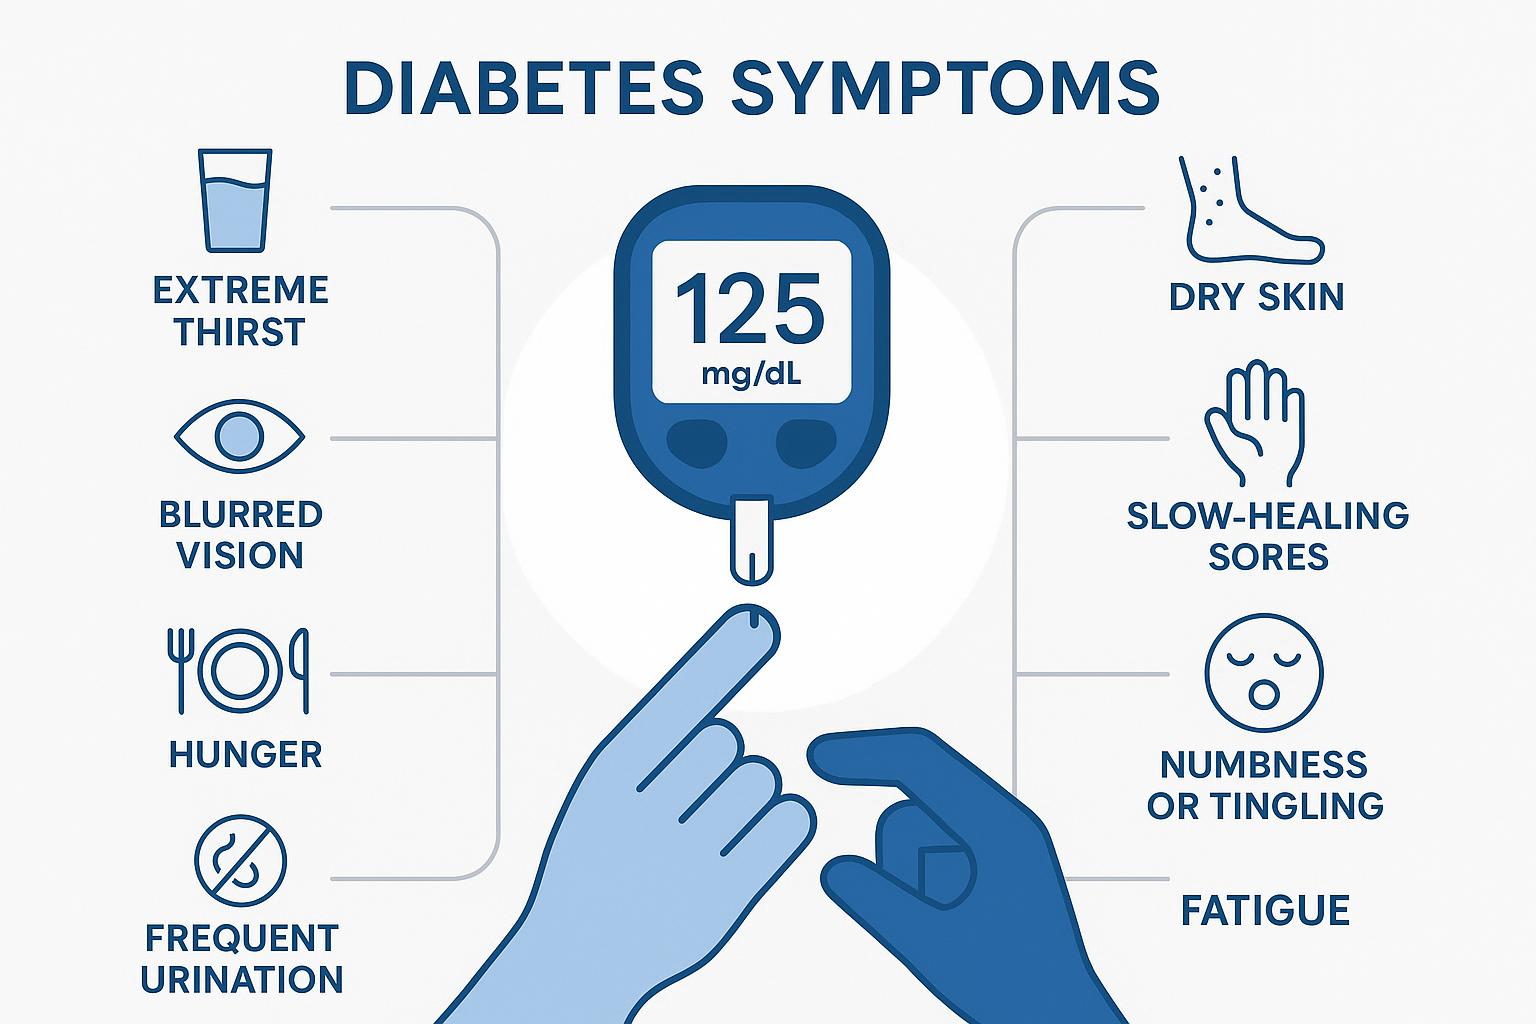 DIABETES SYMPTOMS
EXTREME
THIRST
BLURRED
VISION
HUNGER
FREQUENT
URINATION
125
mg/dL
DRY SKIN
SLOW-HEALING
SORES
NUMBNESS
OR TINGLING
FATIGUE